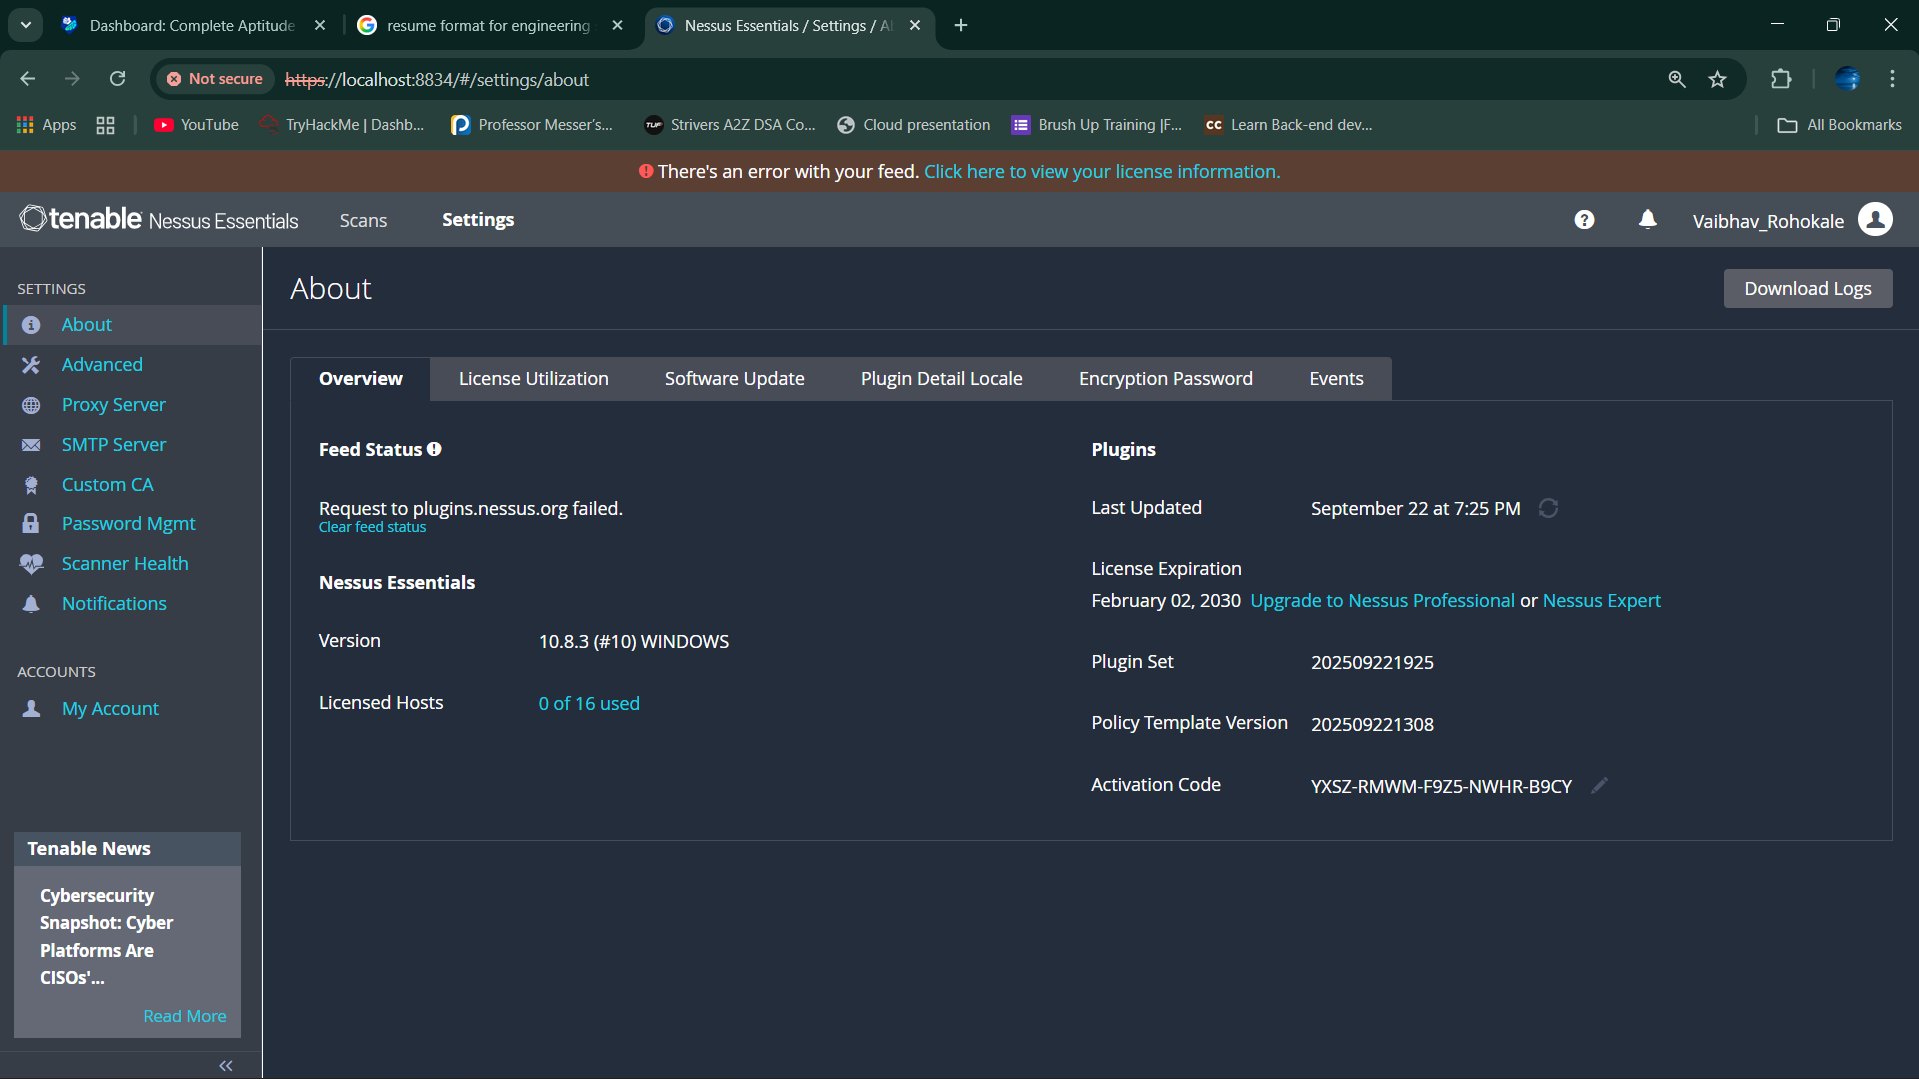 Dashboard: Complete Aptitude
resume format for engineering
Nessus Essentials / Settings /
Not secure
https://localhost:8834/#/settings/about
Apps
YouTube
TryHackMe | Dashb...
Professor Messer's...
TUF
Strivers A2Z DSA Co...
Cloud presentation
Brush Up Training |F...
CC
Learn Back-end dev...
All Bookmarks
There's an error with your feed. Click here to view your license information.
tenable Nessus Essentials
Scans
Settings
Vaibhav_Rohokale
SETTINGS
About
Advanced
Proxy Server
SMTP Server
Custom CA
Password Mgmt
Scanner Health
Notifications
ACCOUNTS
My Account
Tenable News
Cybersecurity
Snapshot: Cyber
Platforms Are
CISOs'...
Read More
About
Download Logs
Overview
License Utilization
Software Update
Plugin Detail Locale
Encryption Password
Events
Feed Status
Request to plugins.nessus.org failed.
Clear feed status
Nessus Essentials
Version 10.8.3 (#10) WINDOWS
Licensed Hosts 0 of 16 used
Plugins
Last Updated September 22 at 7:25 PM
License Expiration
February 02, 2030 Upgrade to Nessus Professional or Nessus Expert
Plugin Set 202509221925
Policy Template Version 202509221308
Activation Code YXSZ-RMWM-F9Z5-NWHR-B9CY